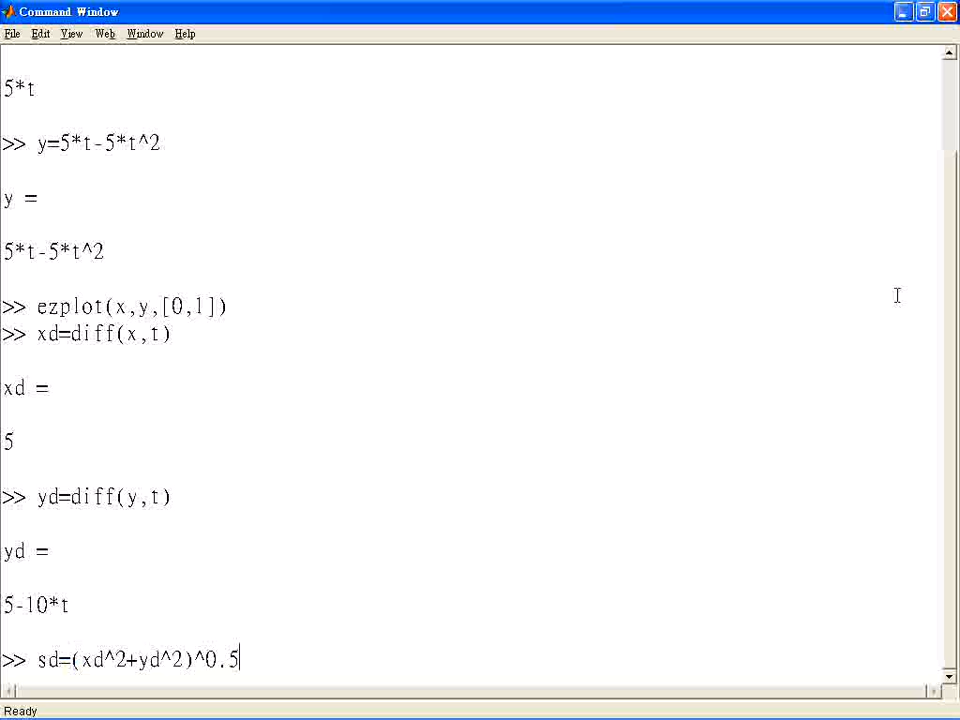 Command Window
File Edit View Web Window Help
5*t
>> y=5*t-5*t^2
y =
5*t-5*t^2
>> ezplot(x,y,[0,1])
>> xd=diff(x,t)
xd =
5
>> yd=diff(y,t)
yd =
5-10*t
>> sd=(xd^2+yd^2)^0.5
Ready